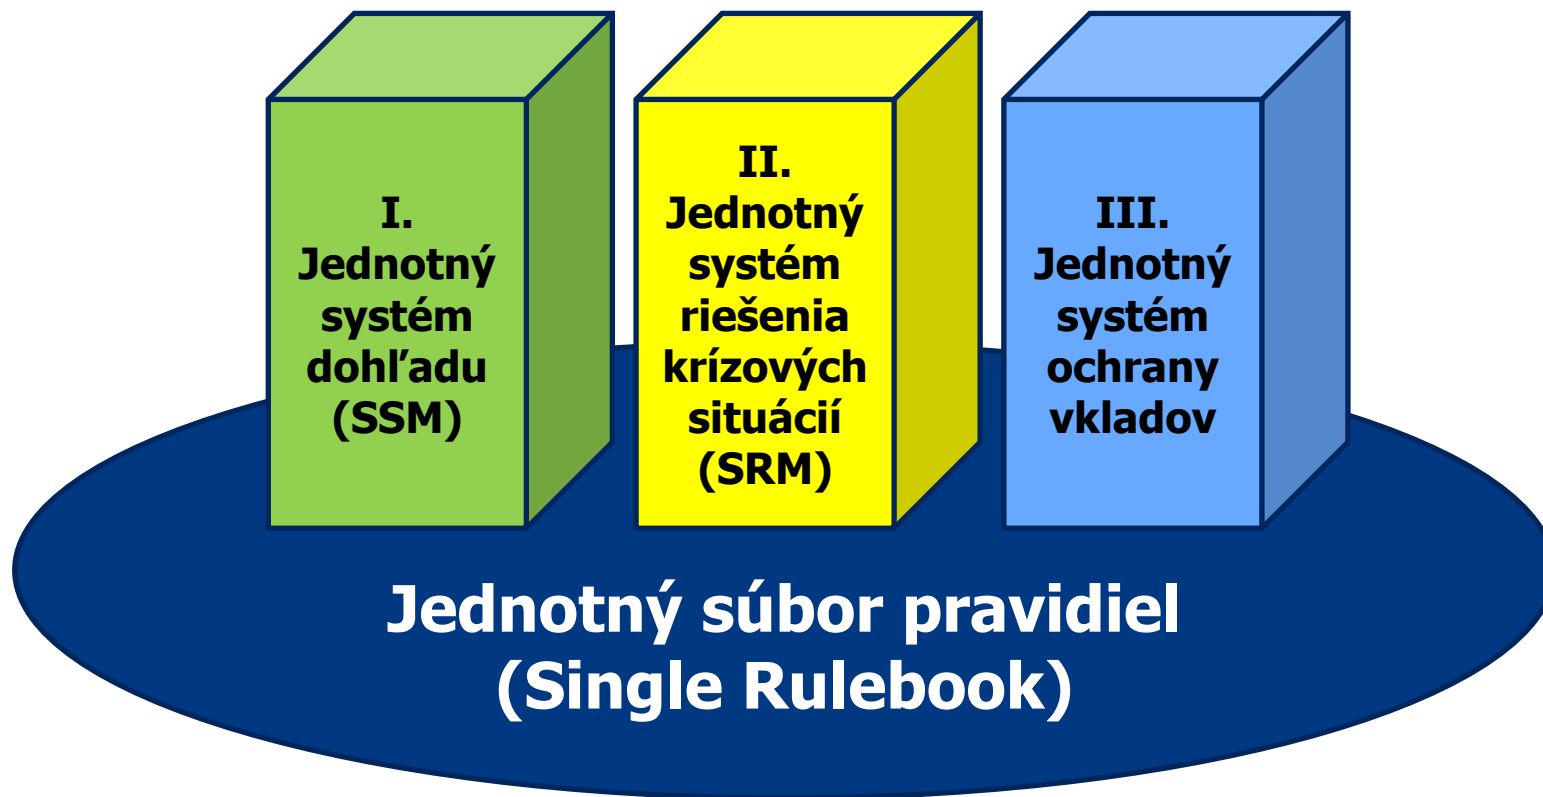 I.
Jednotný
systém
dohľadu
(SSM)
II.
Jednotný
systém
riešenia
krízových
situácií
(SRM)
III.
Jednotný
systém
ochrany
vkladov
Jednotný súbor pravidiel
(Single Rulebook)